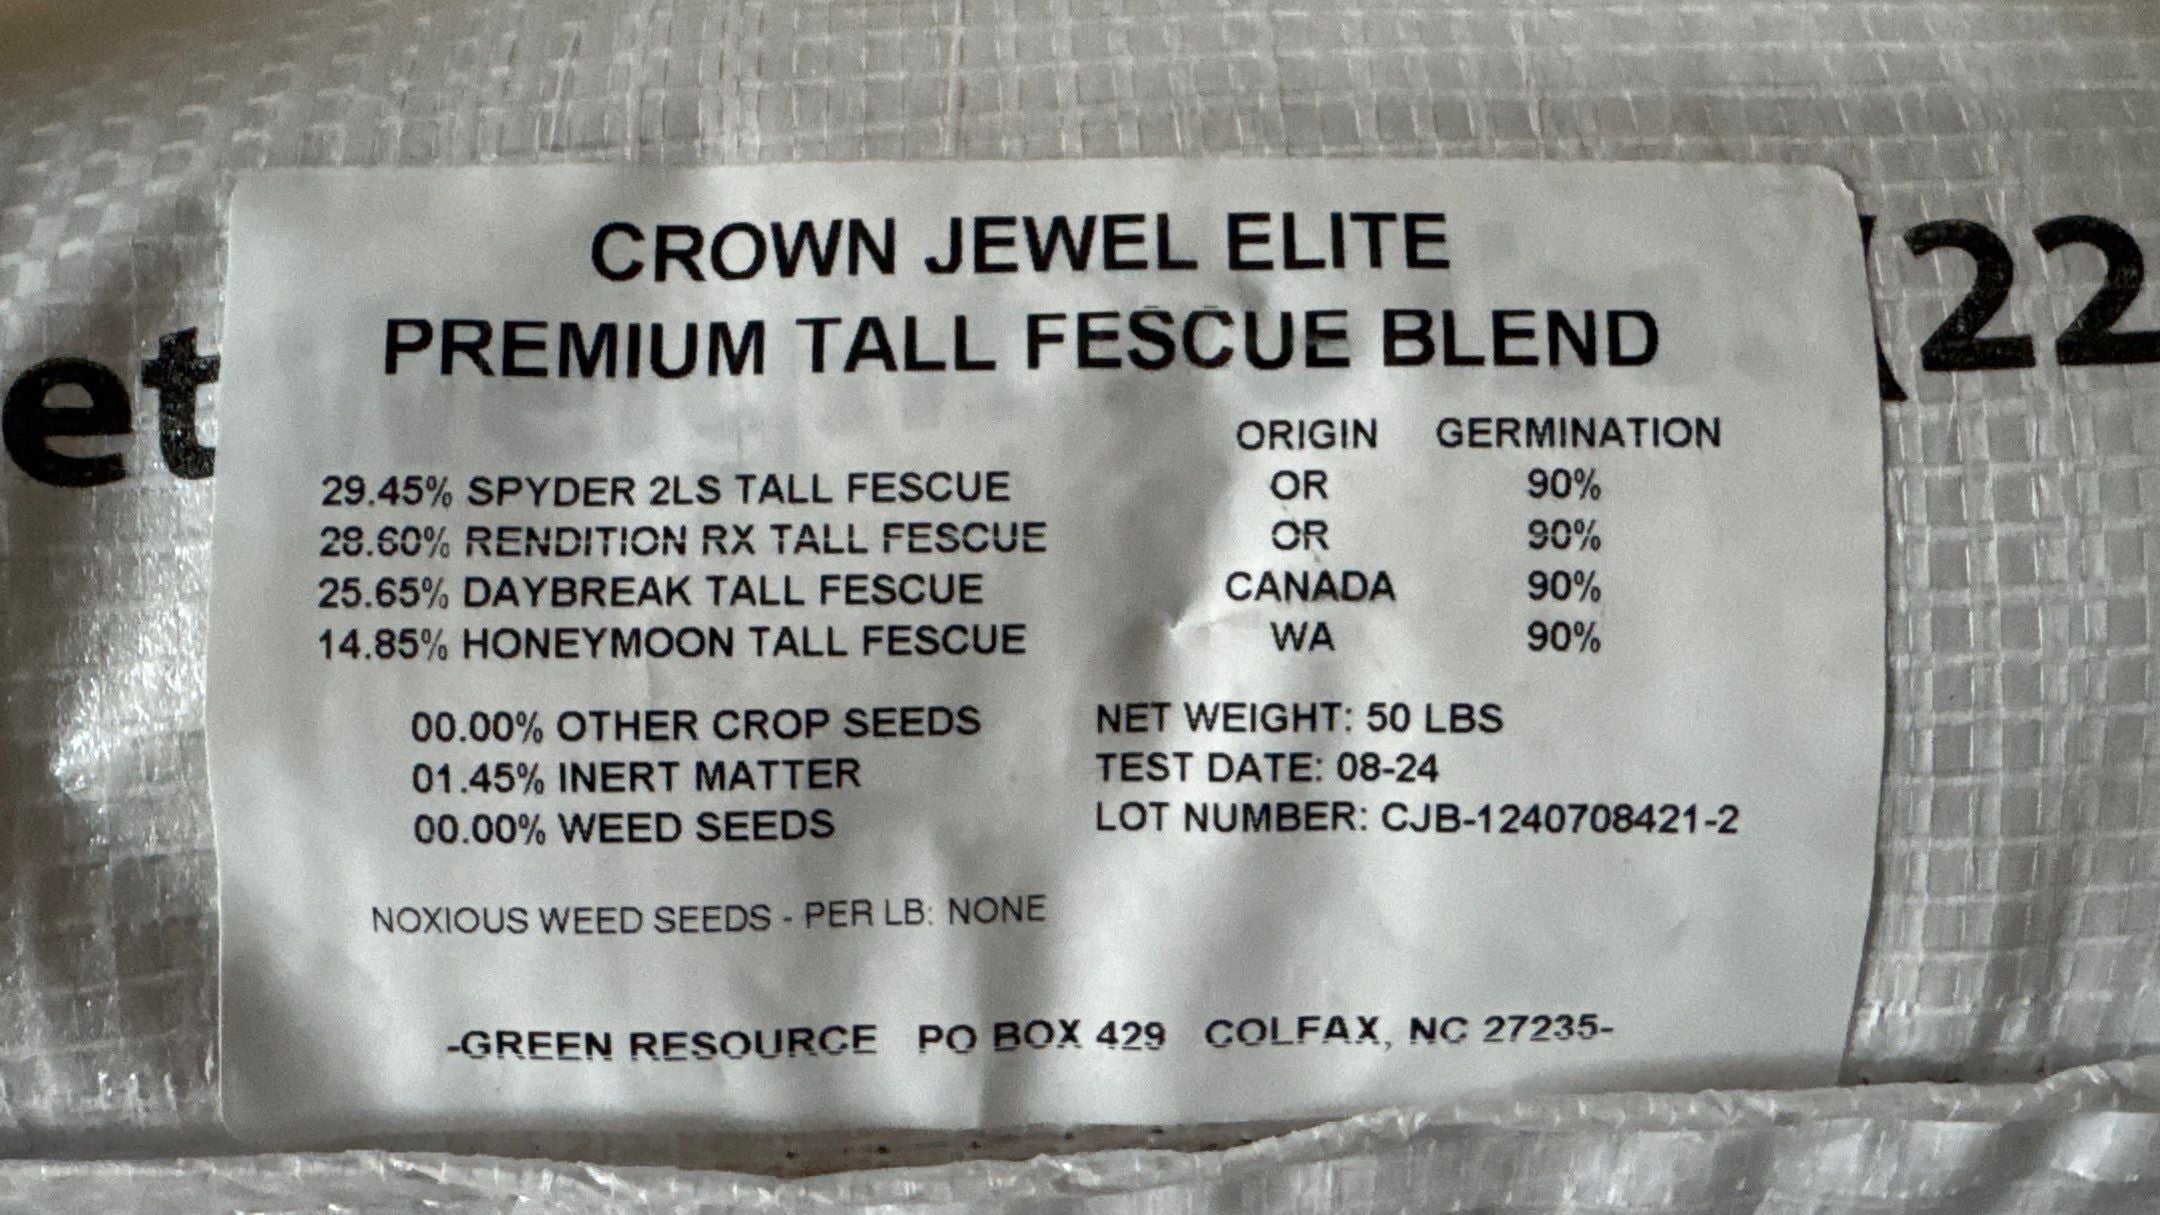 CROWN JEWEL ELITE
PREMIUM TALL FESCUE BLEND
ORIGIN GERMINATION
29.45% SPYDER 2LS TALL FESCUE OR 90%
28.60% RENDITION RX TALL FESCUE OR 90%
25.65% DAYBREAK TALL FESCUE CANADA 90%
14.85% HONEYMOON TALL FESCUE WA 90%
00.00% OTHER CROP SEEDS NET WEIGHT: 50 LBS
01.45% INERT MATTER TEST DATE: 08-24
00.00% WEED SEEDS LOT NUMBER: CJB-1240708421-2
NOXIOUS WEED SEEDS - PER LB: NONE
-GREEN RESOURCE PO BOX 429 COLFAX, NC 27235-
et (22